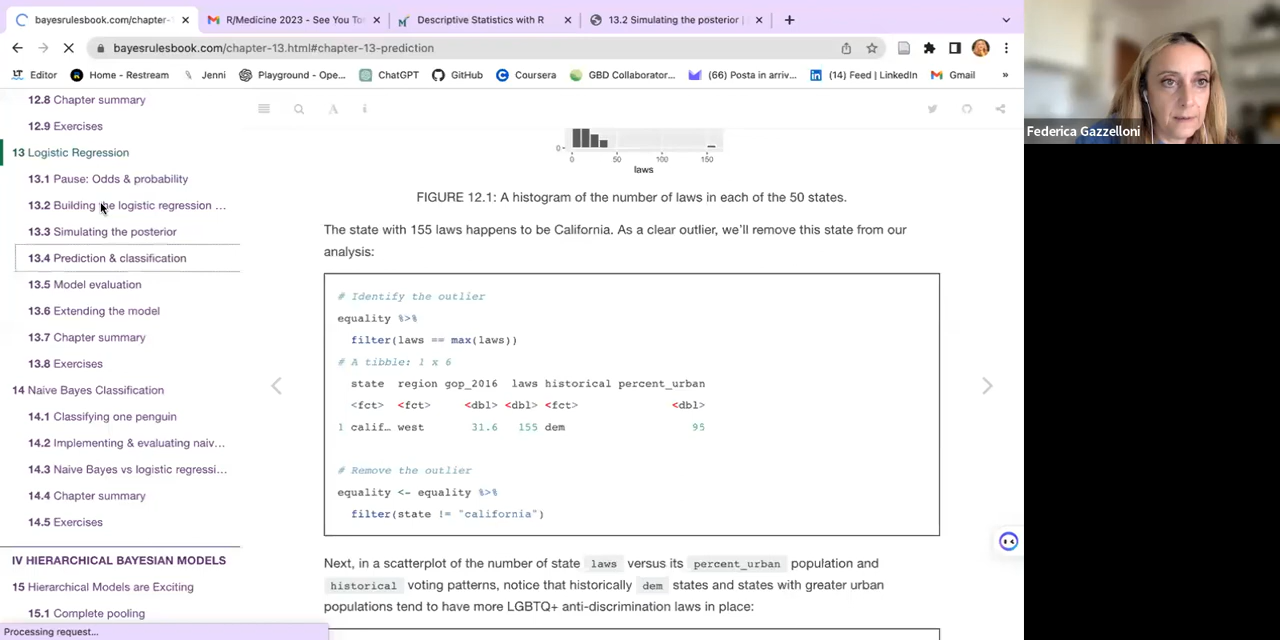 bayesrulesbook.com/chapter-1
R/Medicine 2023 - See You To
Descriptive Statistics with R
13.2 Simulating the posterior |
bayesrulesbook.com/chapter-13.html#chapter-13-prediction
Editor
Home - Restream
Jenni
Playground - Ope...
ChatGPT
GitHub
Coursera
GBD Collaborator...
(66) Posta in arriv...
(14) Feed | LinkedIn
Gmail
»
12.8 Chapter summary
12.9 Exercises
13 Logistic Regression
13.1 Pause: Odds & probability
13.2 Building the logistic regression ...
13.3 Simulating the posterior
13.4 Prediction & classification
13.5 Model evaluation
13.6 Extending the model
13.7 Chapter summary
13.8 Exercises
14 Naive Bayes Classification
14.1 Classifying one penguin
14.2 Implementing & evaluating naiv...
14.3 Naive Bayes vs logistic regressi...
14.4 Chapter summary
14.5 Exercises
IV HIERARCHICAL BAYESIAN MODELS
15 Hierarchical Models are Exciting
15.1 Complete pooling
Processing request...
0
0 50 100 150
laws
FIGURE 12.1: A histogram of the number of laws in each of the 50 states.
The state with 155 laws happens to be California. As a clear outlier, we'll remove this state from our
analysis:
# Identify the outlier
equality %>%
filter(laws == max(laws))
# A tibble: 1 x 6
state region gop_2016 laws historical percent_urban
<fct> <fct> <dbl> <dbl> <fct> <dbl>
1 calif… west 31.6 155 dem 95
# Remove the outlier
equality <- equality %>%
filter(state != "california")
Next, in a scatterplot of the number of state laws versus its percent_urban population and
historical voting patterns, notice that historically dem states and states with greater urban
populations tend to have more LGBTQ+ anti-discrimination laws in place:
Federica Gazzelloni